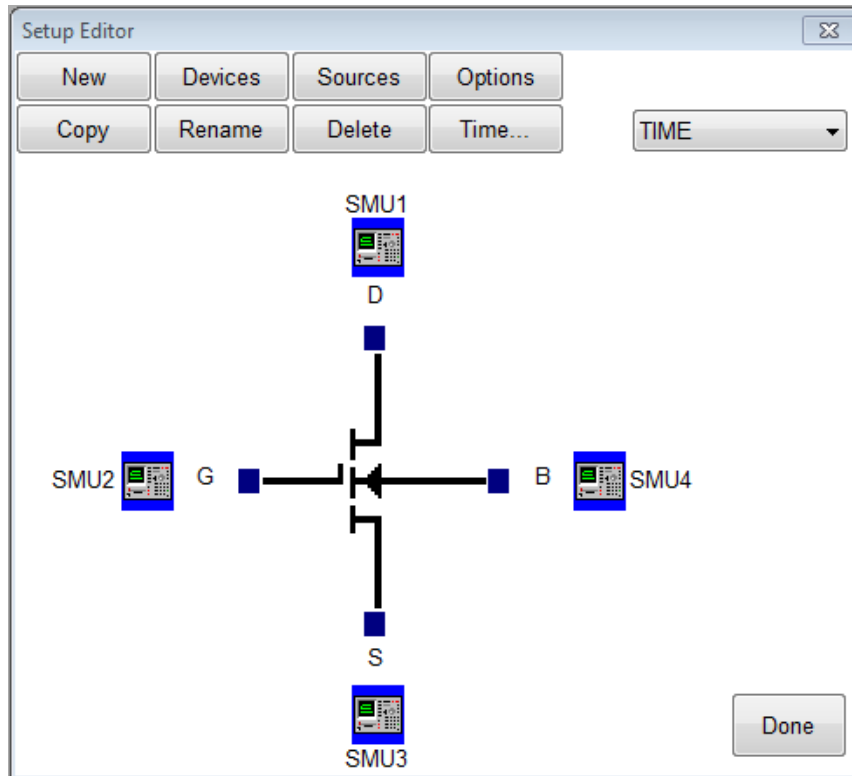 Setup Editor
New Devices Sources Options
Copy Rename Delete Time... TIME
SMU1
D
SMU2 G B SMU4
S
SMU3
Done